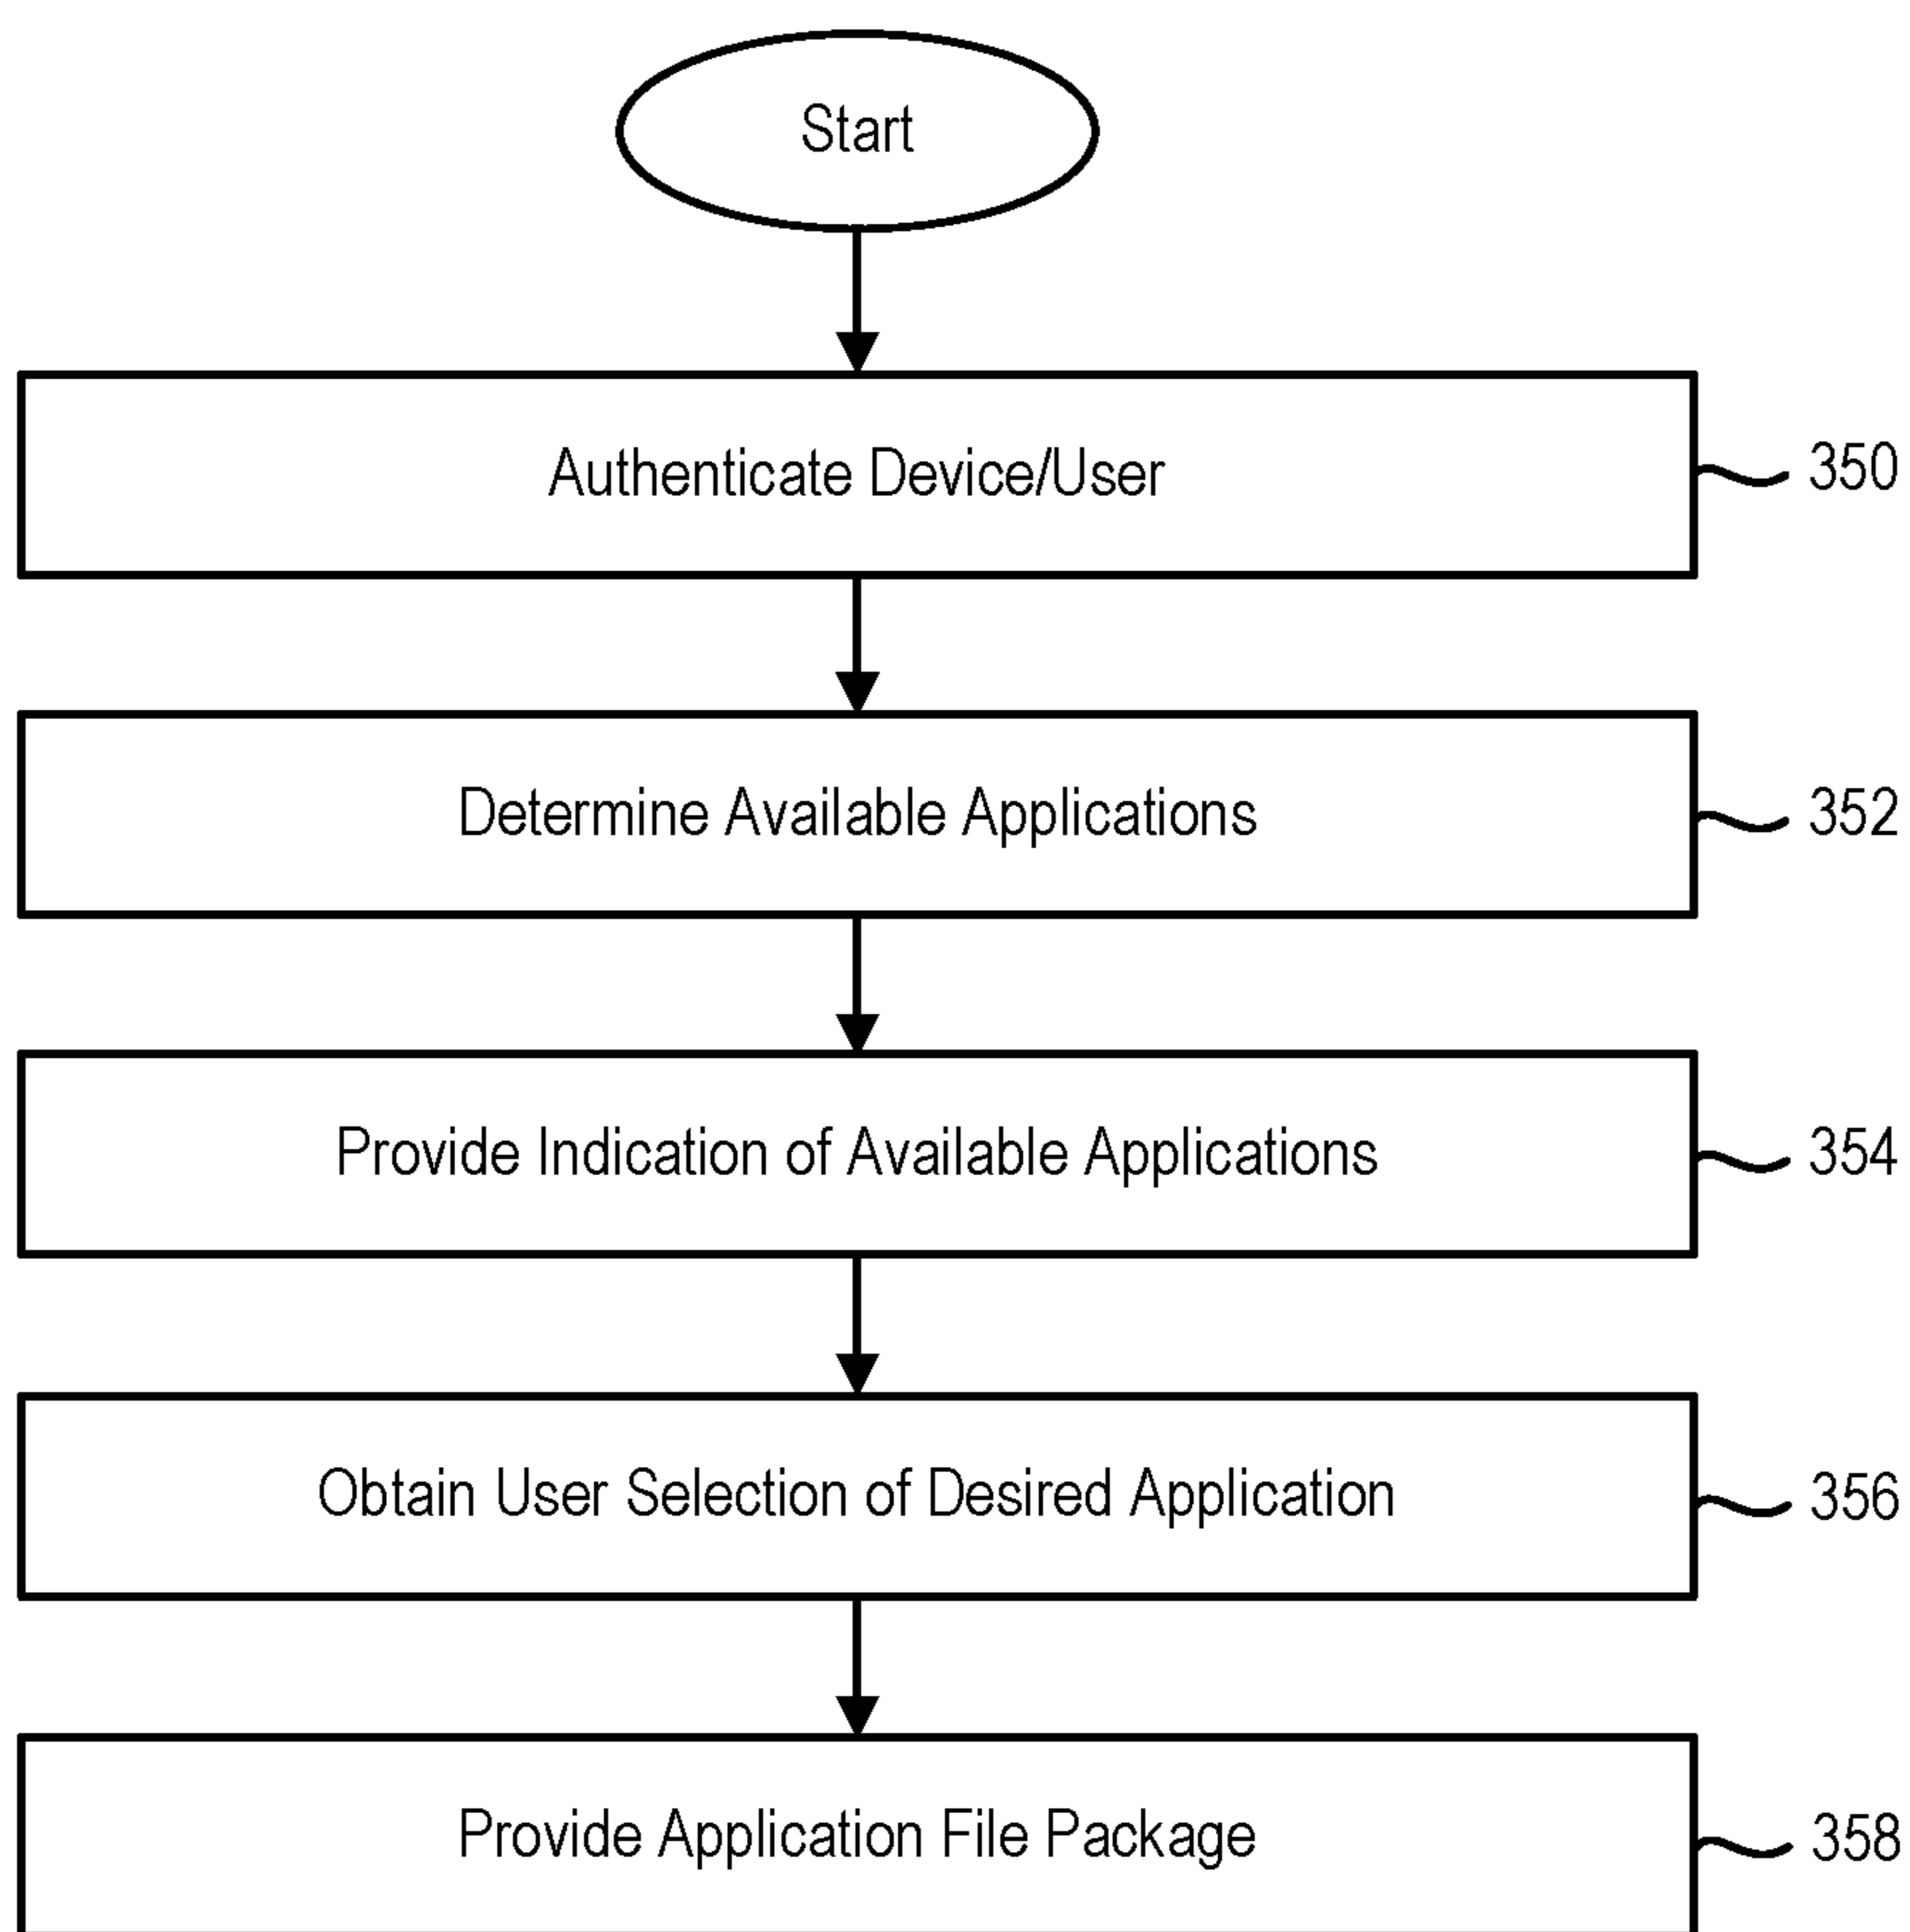 Start
Authenticate Device/User
350
Determine Available Applications
352
Provide Indication of Available Applications
354
Obtain User Selection of Desired Application
356
Provide Application File Package
358